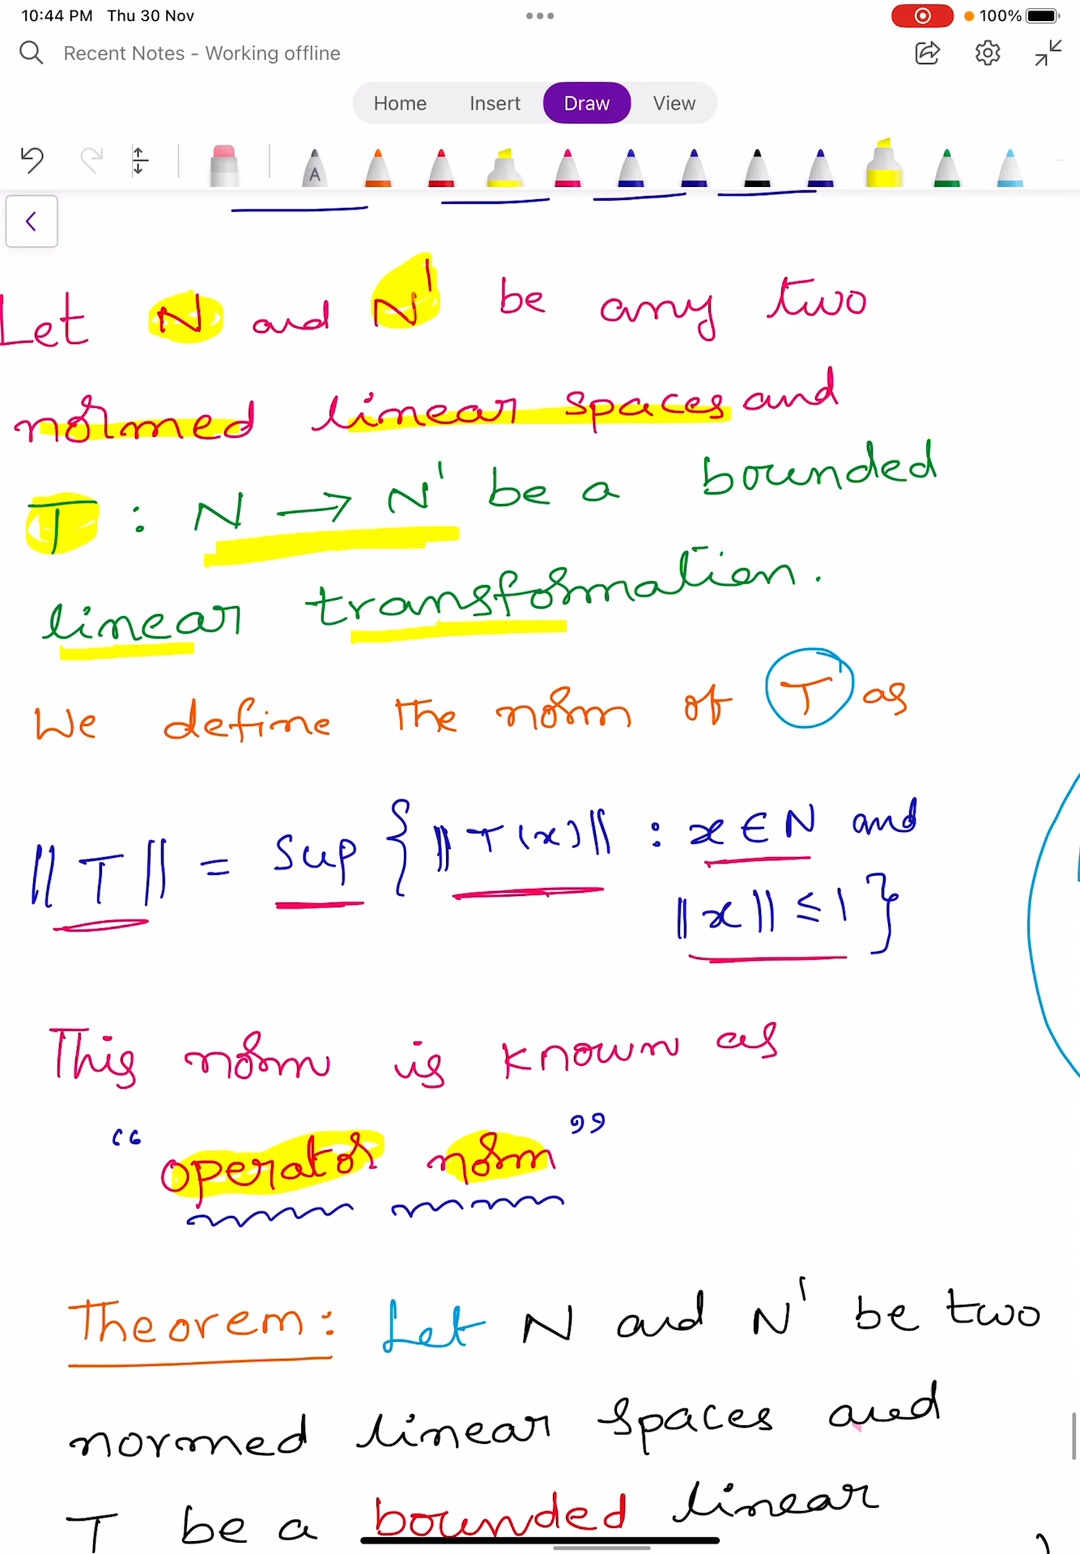 10:44 PM Thu 30 Nov
100%
Recent Notes - Working offline
Home Insert Draw View
A
Let N and N' be any two
normed linear spaces and
T : N → N' be a bounded
linear transformation.
We define the norm of T as
||T|| = sup { ||T(x)|| : x ∈ N and
||x|| ≤ 1 }
This norm is known as
“operator norm”
Theorem: Let N and N' be two
normed linear spaces and
T be a bounded linear